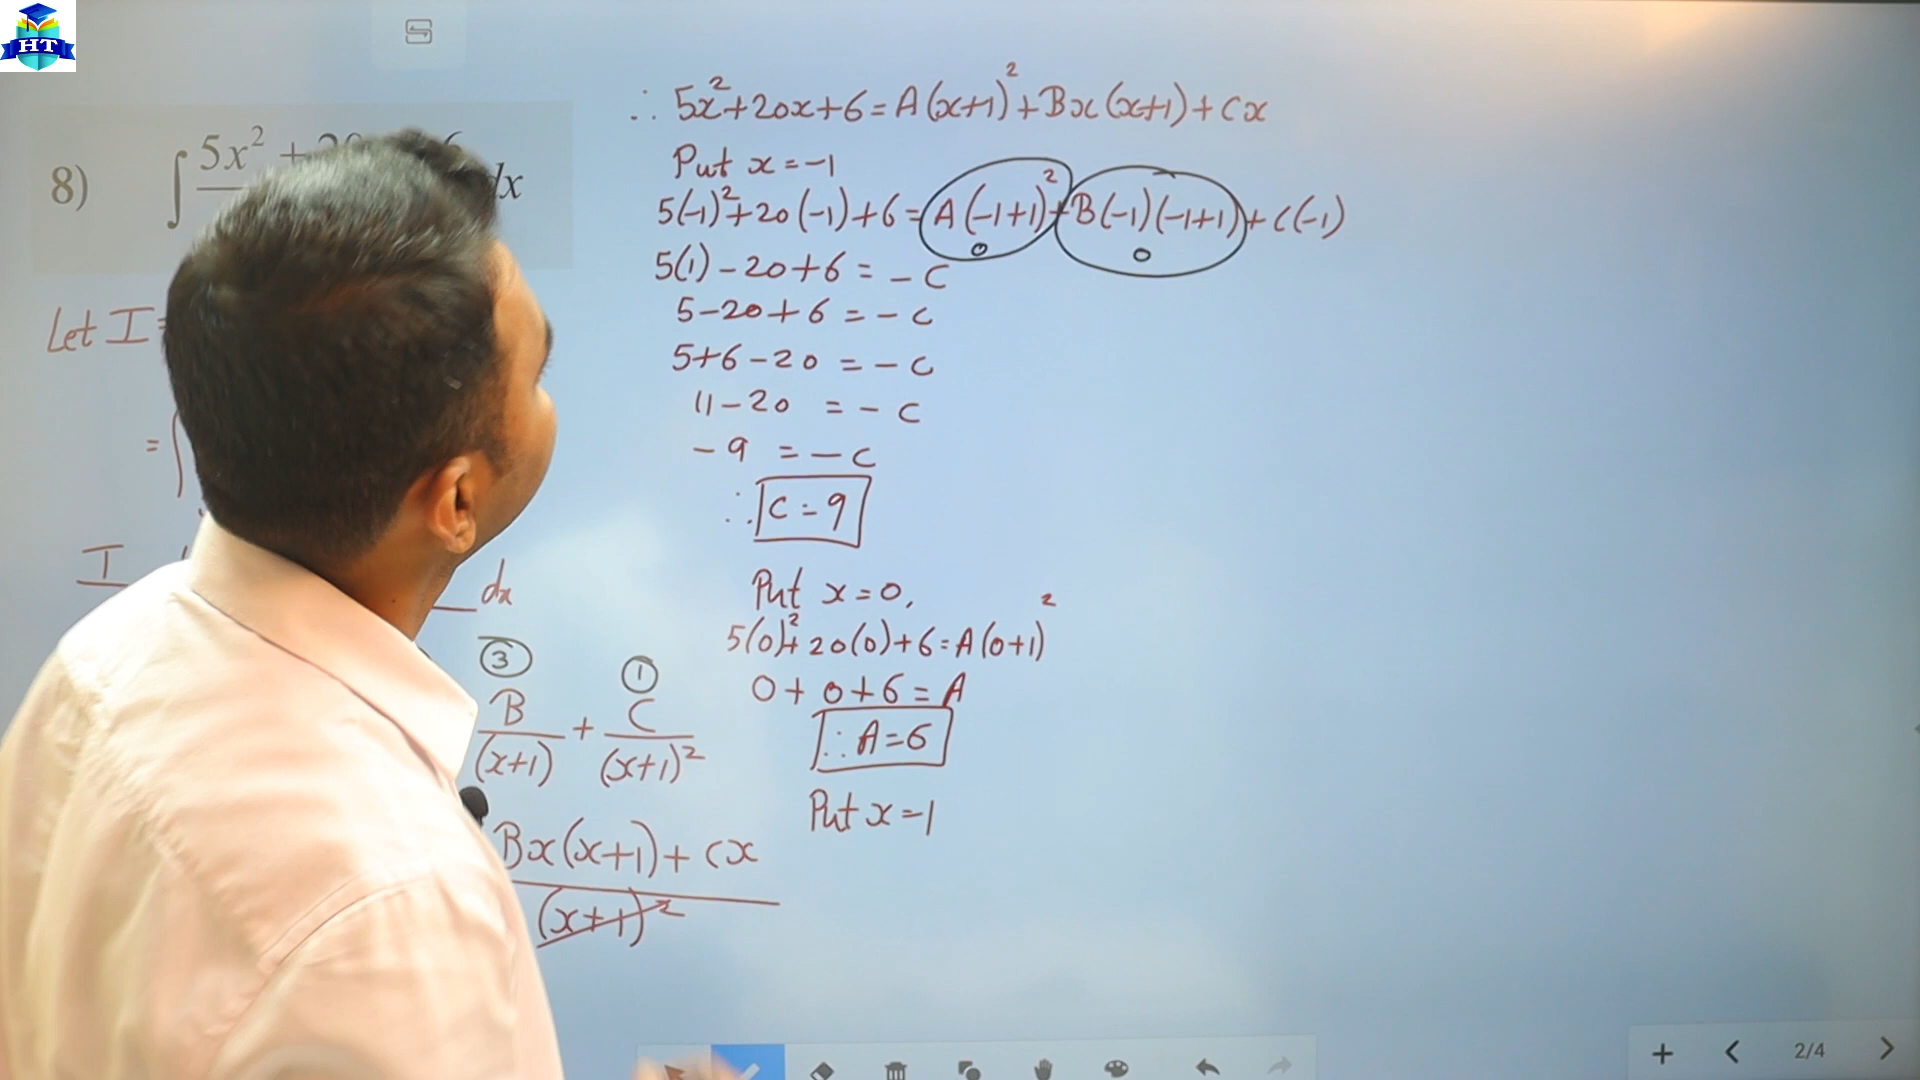 HT
8) ∫ 5x² + dx
Let I =
= ∫
I dx
③ ①
B/(x+1) + C/(x+1)²
Bx(x+1) + Cx
(x+1)²
∴ 5x²+20x+6 = A(x+1)²+Bx(x+1)+Cx
Put x = -1
5(-1)²+20(-1)+6 = A(-1+1)²+B(-1)(-1+1)+C(-1)
0 0
5(1)-20+6 = -C
5-20+6 = -C
5+6-20 = -C
11-20 = -C
-9 = -C
∴ C = 9
Put x = 0,
5(0)²+20(0)+6 = A(0+1)²
0+0+6 = A
∴ A = 6
Put x = 1
2/4